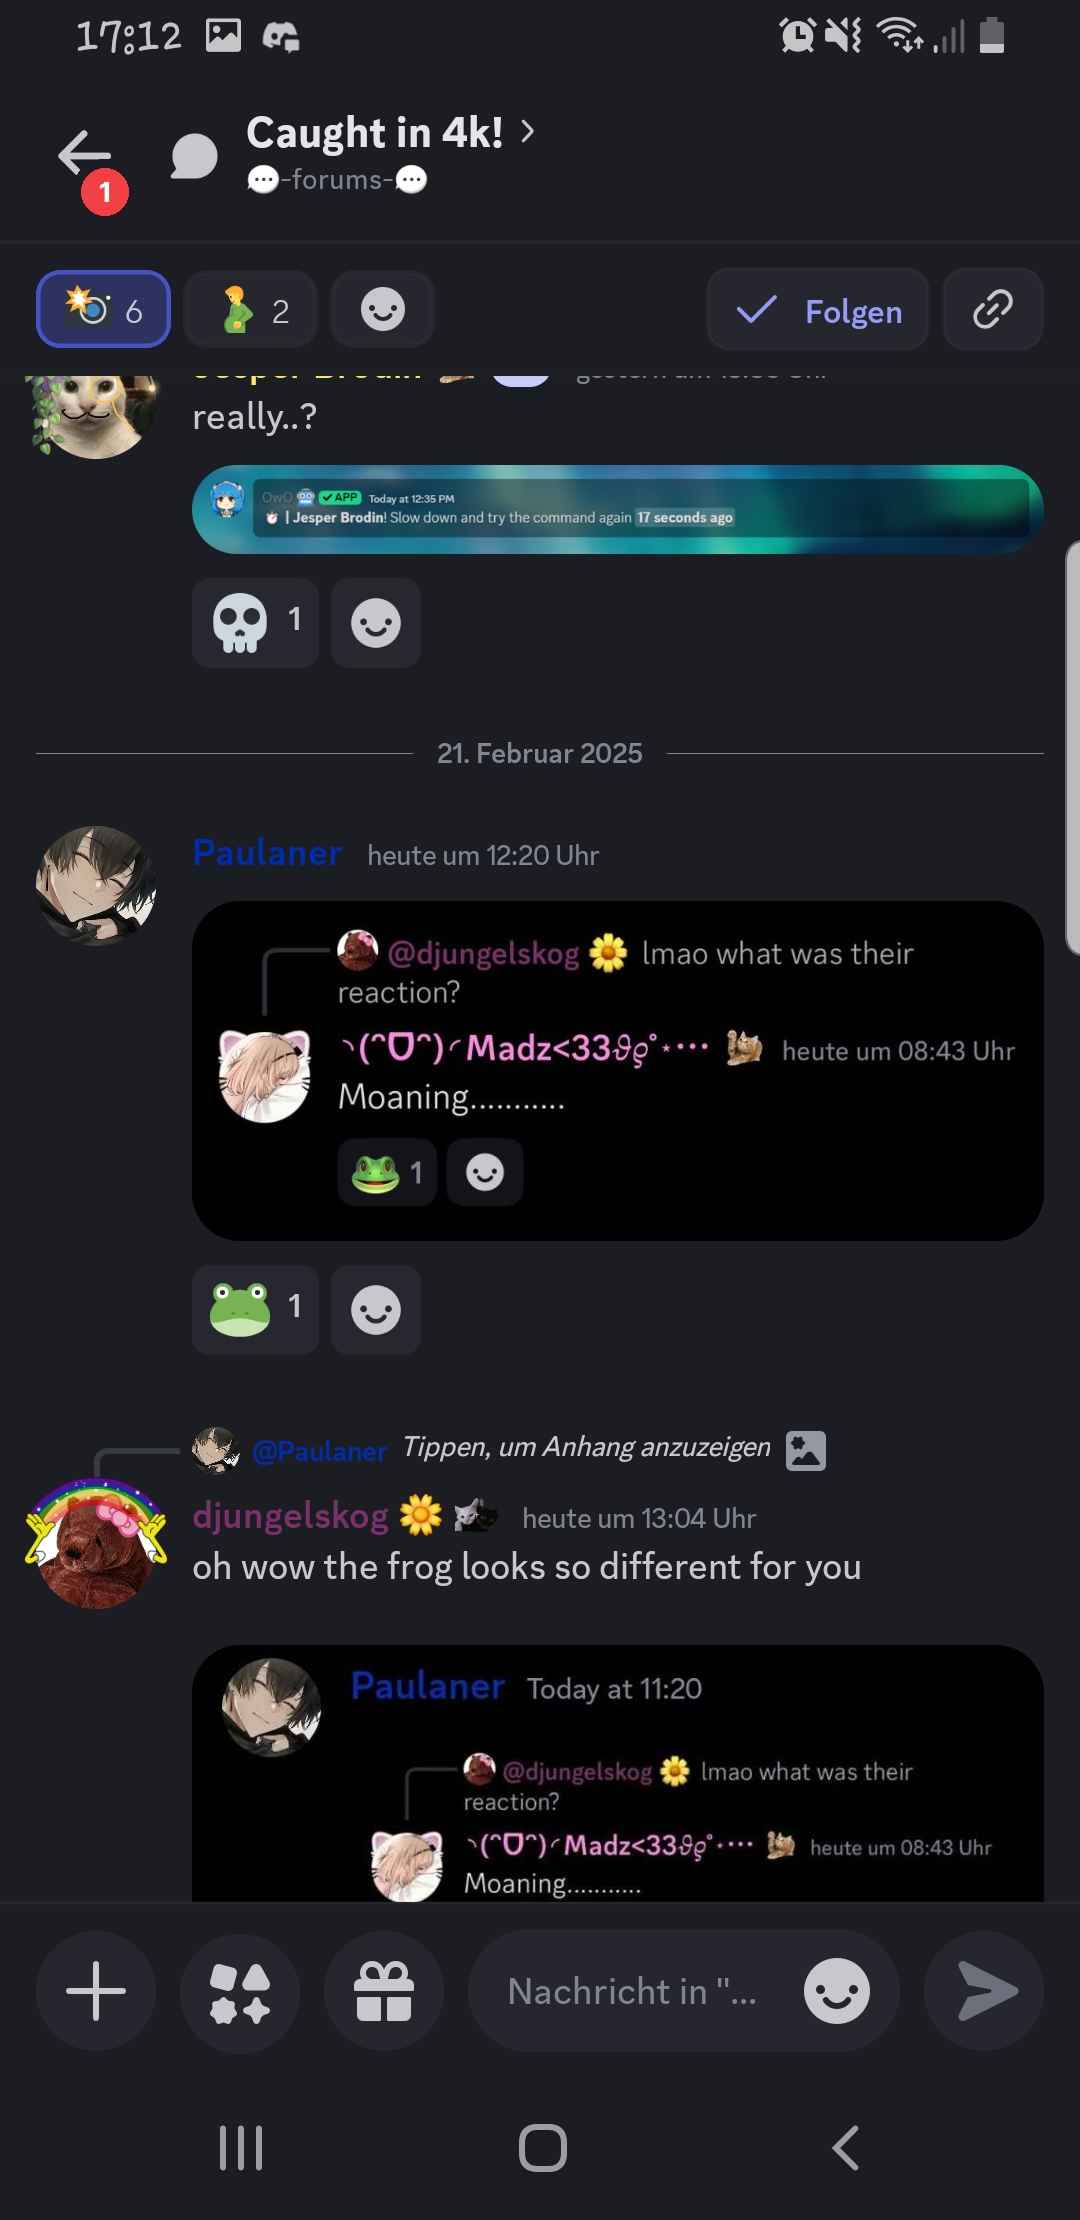 17:12
Caught in 4k!
-forums-
1
6
2
Folgen
Jesper Brodin
really..?
OwO APP Today at 12:35 PM
| Jesper Brodin! Slow down and try the command again 17 seconds ago
1
21. Februar 2025
Paulaner heute um 12:20 Uhr
@djungelskog lmao what was their
reaction?
Madz<33 heute um 08:43 Uhr
Moaning...........
1
1
@Paulaner Tippen, um Anhang anzuzeigen
djungelskog heute um 13:04 Uhr
oh wow the frog looks so different for you
Paulaner Today at 11:20
@djungelskog lmao what was their
reaction?
Madz<33 heute um 08:43 Uhr
Moaning...........
Nachricht in "...